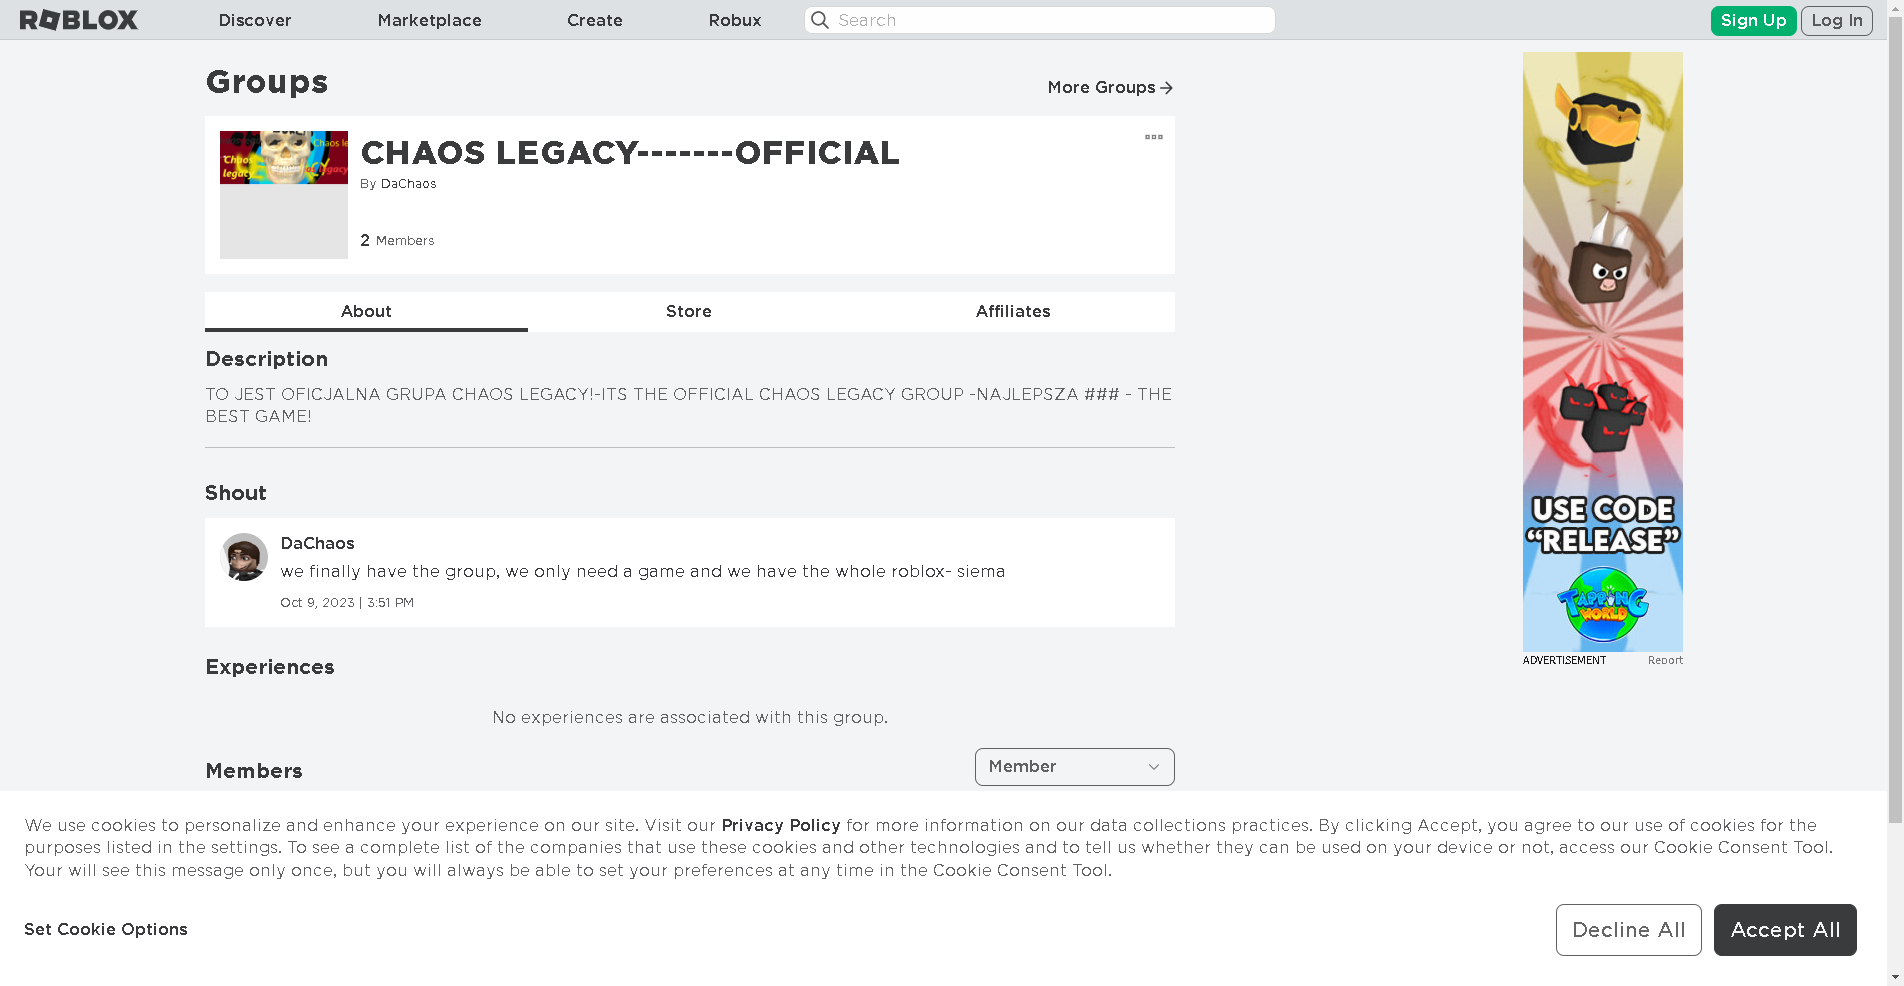 ROBLOX
Discover
Marketplace
Create
Robux
Search
Sign Up
Log In
Groups
More Groups
Chaos le
Chaos
legacy
legacy
CHAOS LEGACY-------OFFICIAL
By DaChaos
2 Members
About
Store
Affiliates
Description
TO JEST OFICJALNA GRUPA CHAOS LEGACY!-ITS THE OFFICIAL CHAOS LEGACY GROUP -NAJLEPSZA ### - THE
BEST GAME!
Shout
DaChaos
we finally have the group, we only need a game and we have the whole roblox- siema
Oct 9, 2023 | 3:51 PM
Experiences
No experiences are associated with this group.
Members
Member
USE CODE
“RELEASE”
TAPPING
WORLD
ADVERTISEMENT
Report
We use cookies to personalize and enhance your experience on our site. Visit our Privacy Policy for more information on our data collections practices. By clicking Accept, you agree to our use of cookies for the
purposes listed in the settings. To see a complete list of the companies that use these cookies and other technologies and to tell us whether they can be used on your device or not, access our Cookie Consent Tool.
Your will see this message only once, but you will always be able to set your preferences at any time in the Cookie Consent Tool.
Set Cookie Options
Decline All
Accept All